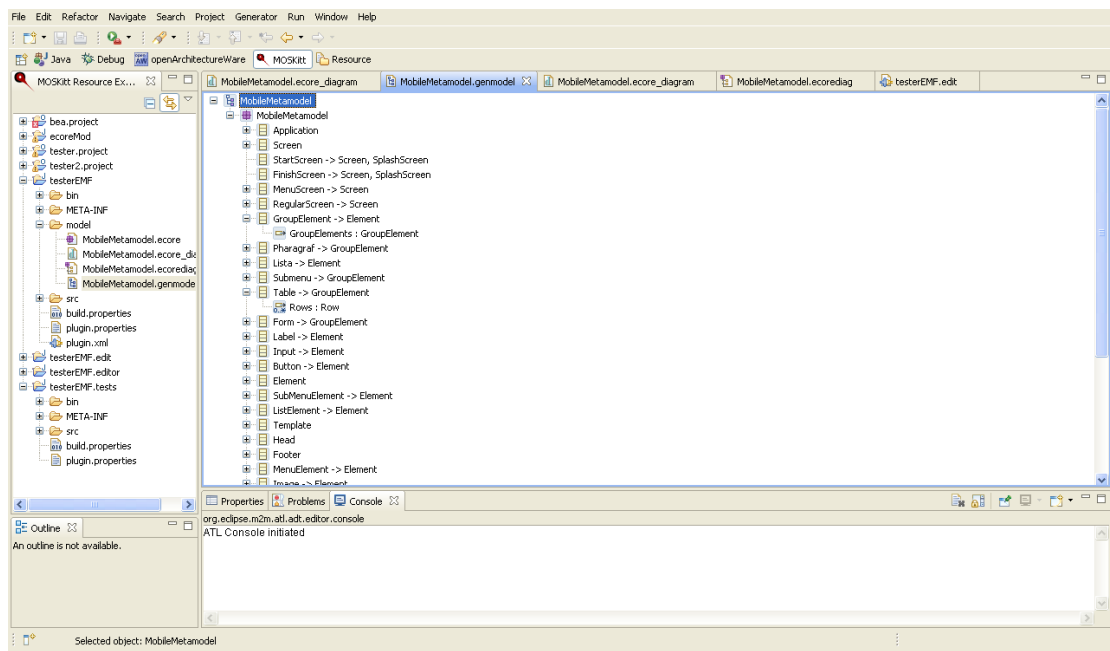 File Edit Refactor Navigate Search Project Generator Run Window Help
Java Debug openArchitectureWare MOSKitt Resource
MOSKitt Resource Ex...
MobileMetamodel.ecore_diagram MobileMetamodel.genmodel MobileMetamodel.ecore_diagram MobileMetamodel.ecorediag testerEMF.edit
bea.project
ecoreMod
tester.project
tester2.project
testerEMF
bin
META-INF
model
MobileMetamodel.ecore
MobileMetamodel.ecore_dia
MobileMetamodel.ecorediag
MobileMetamodel.genmode
src
build.properties
plugin.properties
plugin.xml
testerEMF.edit
testerEMF.editor
testerEMF.tests
bin
META-INF
src
build.properties
plugin.properties
MobileMetamodel
MobileMetamodel
Application
Screen
StartScreen -> Screen, SplashScreen
FinishScreen -> Screen, SplashScreen
MenuScreen -> Screen
RegularScreen -> Screen
GroupElement -> Element
GroupElements : GroupElement
Pharagraf -> GroupElement
Lista -> Element
Submenu -> GroupElement
Table -> GroupElement
Rows : Row
Form -> GroupElement
Label -> Element
Input -> Element
Button -> Element
Element
SubMenuElement -> Element
ListElement -> Element
Template
Head
Footer
MenuElement -> Element
Image -> Element
Outline
An outline is not available.
Properties Problems Console
org.eclipse.m2m.atl.adt.editor.console
ATL Console initiated
Selected object: MobileMetamodel